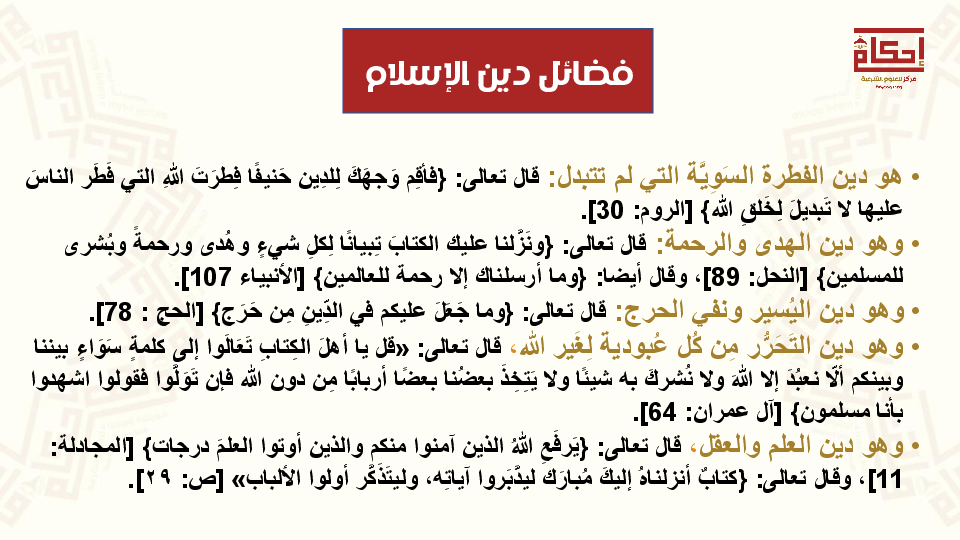 إحكام
مركز للعلوم الشرعية
فضائل دين الإسلام
• هو دين الفطرة السَوِيَّة التي لم تتبدل: قال تعالى: {فأقِم وَجهَكَ لِلدِين حَنيفًا فِطرَتَ اللهِ التي فَطَر الناسَ
عليها لا تَبديلَ لِخَلقِ الله} [الروم: 30].
• وهو دين الهدى والرحمة: قال تعالى: {ونَزَّلنا عليك الكتابَ تِبيانًا لِكلِ شيءٍ وهُدى ورحمةً وبُشرى
للمسلمين} [النحل: 89]، وقال أيضا: {وما أرسلناك إلا رحمة للعالمين} [الأنبياء 107].
• وهو دين اليُسير ونفي الحرج: قال تعالى: {وما جَعَلَ عليكم في الدِّينِ مِن حَرَج} [الحج : 78].
• وهو دين التَحَرُّر مِن كُل عُبودية لِغَير الله، قال تعالى: «قل يا أهلَ الكِتابِ تَعَالَوا إلى كلمةٍ سَوَاءٍ بيننا
وبينكم ألّا نعبُدَ إلا اللهَ ولا نُشركَ به شيئًا ولا يَتِخِذَ بعضُنا بعضًا أربابًا مِن دون الله فإن تَوَلَّوا فقولوا اشهدوا
بأنا مسلمون} [آل عمران: 64].
• وهو دين العلم والعقل، قال تعالى: {يَرفَعِ اللهُ الذين آمنوا منكم والذين أوتوا العلمَ درجات} [المجادلة:
11]، وقال تعالى: {كتابٌ أنزلناهُ إليكَ مُبارَكَ ليدَّبَروا آياتِه، وليتَذَكَّر أولوا الألباب» [ص: ٢٩].